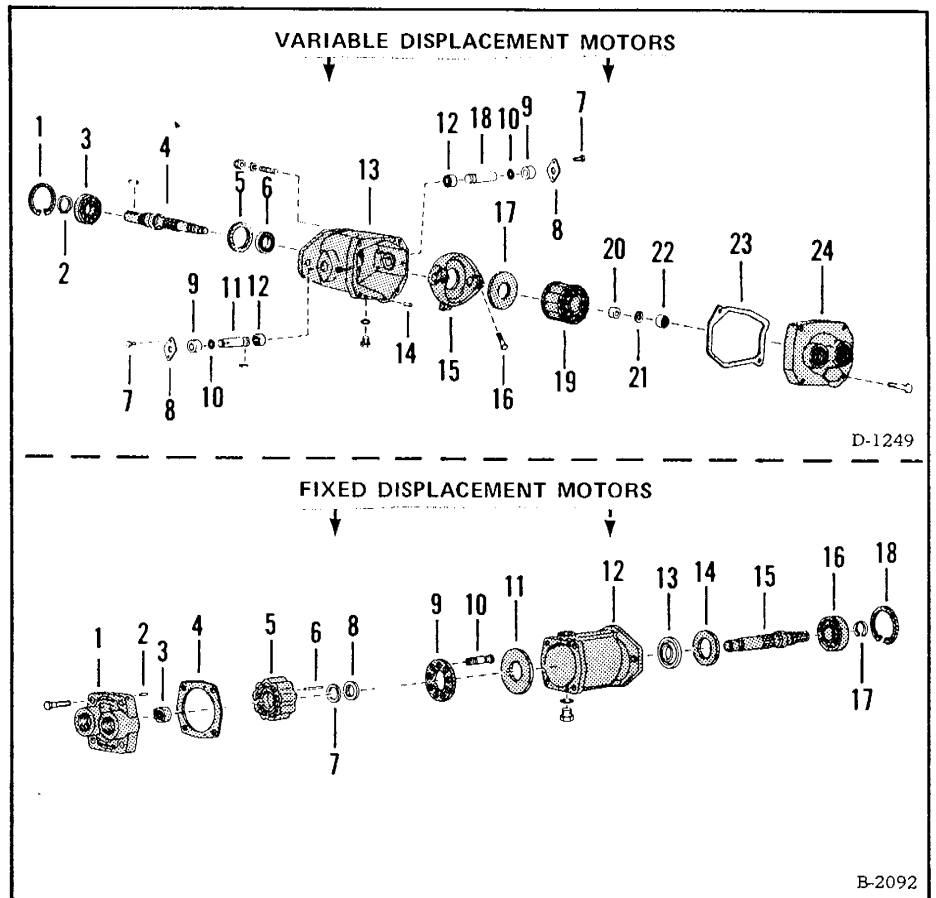 VARIABLE DISPLACEMENT MOTORS
1 3 4 5 6 13 12 18 10 9 7
2 8
17 20 22 23 24
9 11 12
7 8 10 14 15 16 19 21
D-1249
FIXED DISPLACEMENT MOTORS
1 2 3 4 5 6 8 9 10 11 12 13 14 15 16 18
7 17
B-2092